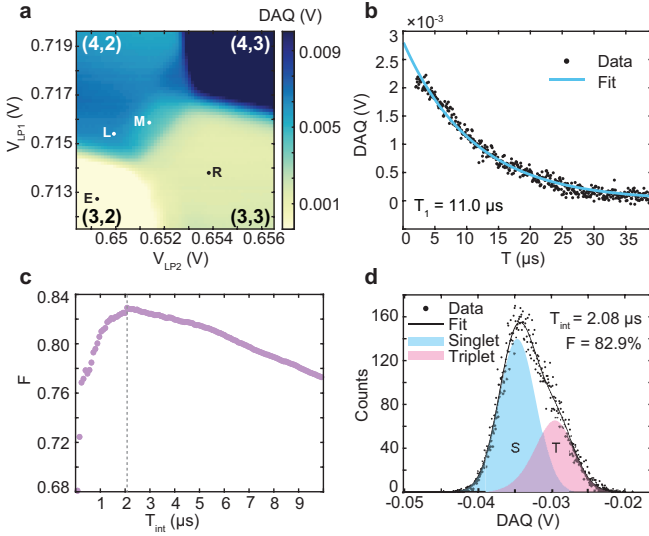 a
DAQ (V)
(4,2)
(4,3)
(3,2)
(3,3)
L
M
R
E
0.719
0.717
0.715
0.713
V_LP1 (V)
0.65
0.652
0.654
0.656
V_LP2 (V)
0.009
0.005
0.001
b
×10⁻³
3
2.5
2
1.5
1
0.5
0
DAQ (V)
Data
Fit
T₁ = 11.0 µs
0
5
10
15
20
25
30
35
T (µs)
c
0.84
0.80
0.76
0.72
0.68
F
1
2
3
4
5
6
7
8
9
T_int (µs)
d
160
120
80
40
0
Counts
Data
Fit
Singlet
Triplet
T_int = 2.08 µs
F = 82.9%
S
T
-0.05
-0.04
-0.03
-0.02
DAQ (V)